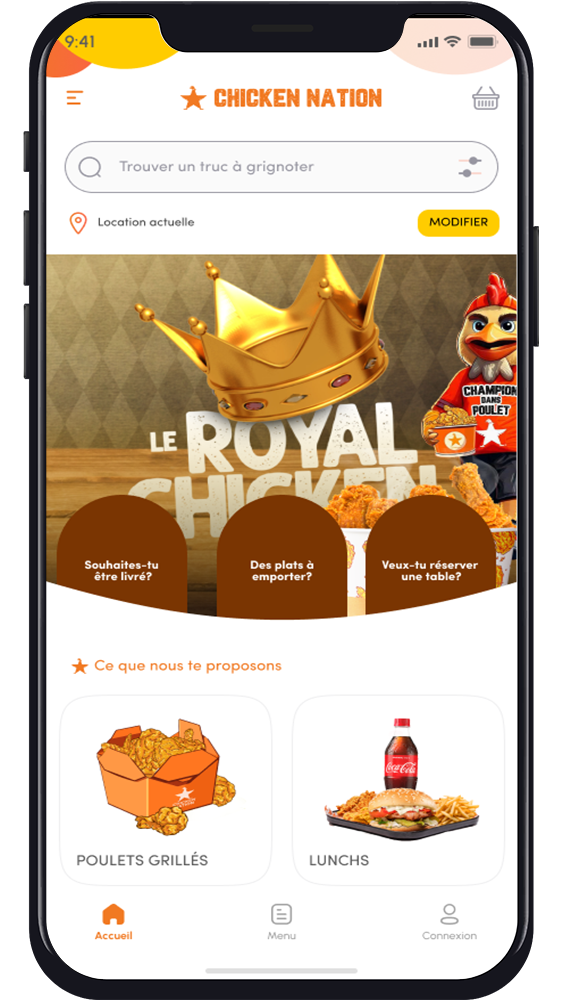 9:41
CHICKEN NATION
Trouver un truc à grignoter
Location actuelle
MODIFIER
CHAMPION
DANS
POULET
LE ROYAL
CHICKEN
Souhaites-tu
être livré?
Des plats à
emporter?
Veux-tu réserver
une table?
Ce que nous te proposons
Coca-Cola
POULETS GRILLÉS
LUNCHS
Accueil
Menu
Connexion